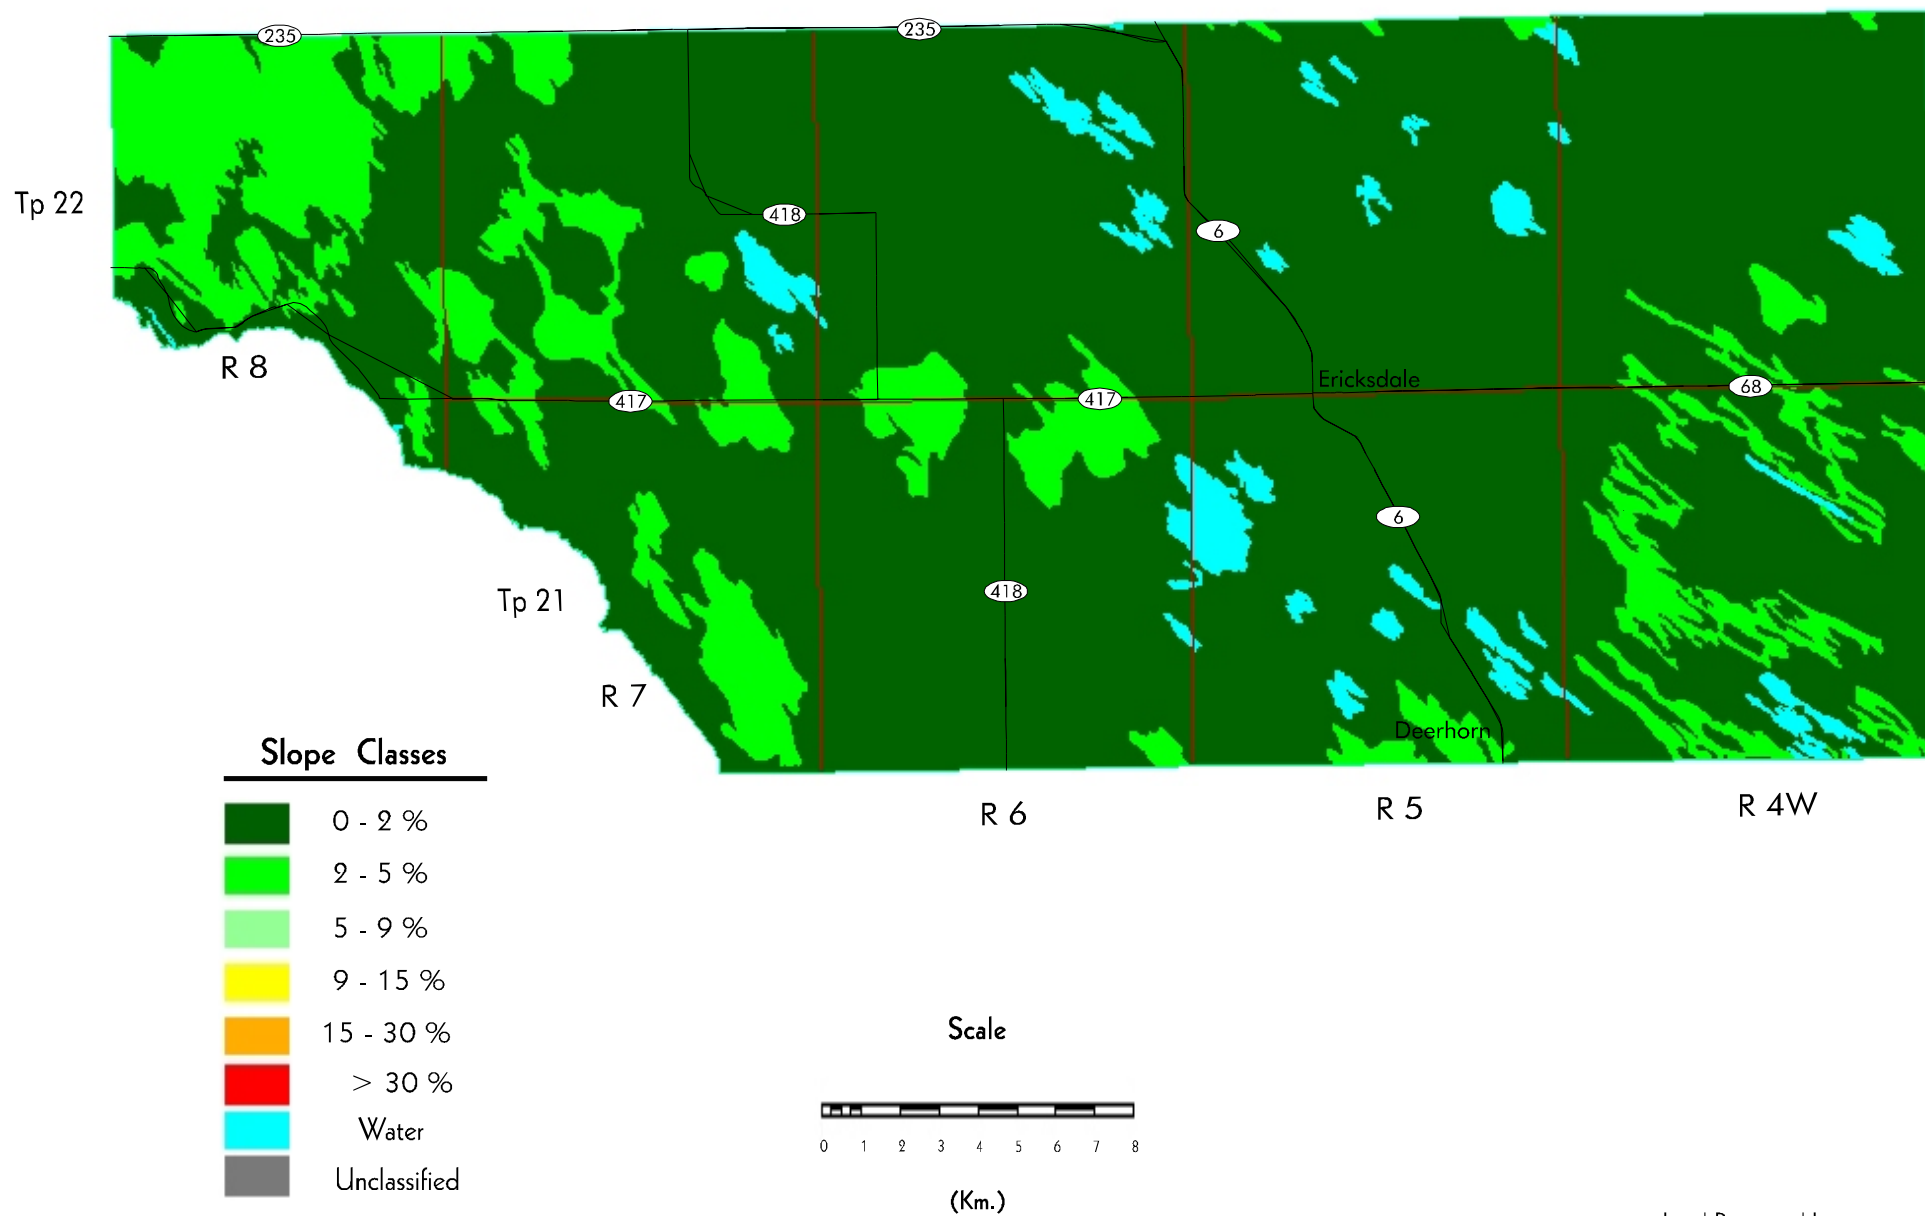 235
235
Tp 22
418
6
R 8
Ericksdale
417
417
68
6
Tp 21
418
R 7
Deerhorn
R 6
R 5
R 4W
Slope Classes
0 - 2 %
2 - 5 %
5 - 9 %
9 - 15 %
15 - 30 %
> 30 %
Water
Unclassified
Scale
0 1 2 3 4 5 6 7 8
(Km.)